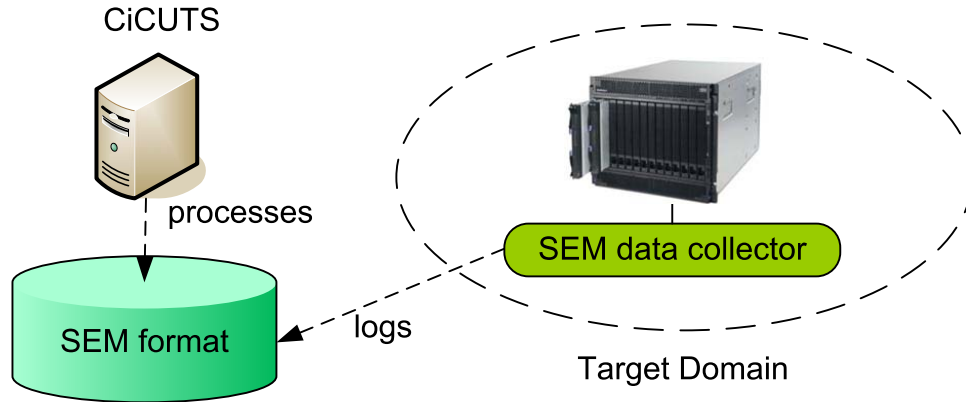 CiCUTS
processes
SEM data collector
SEM format
logs
Target Domain